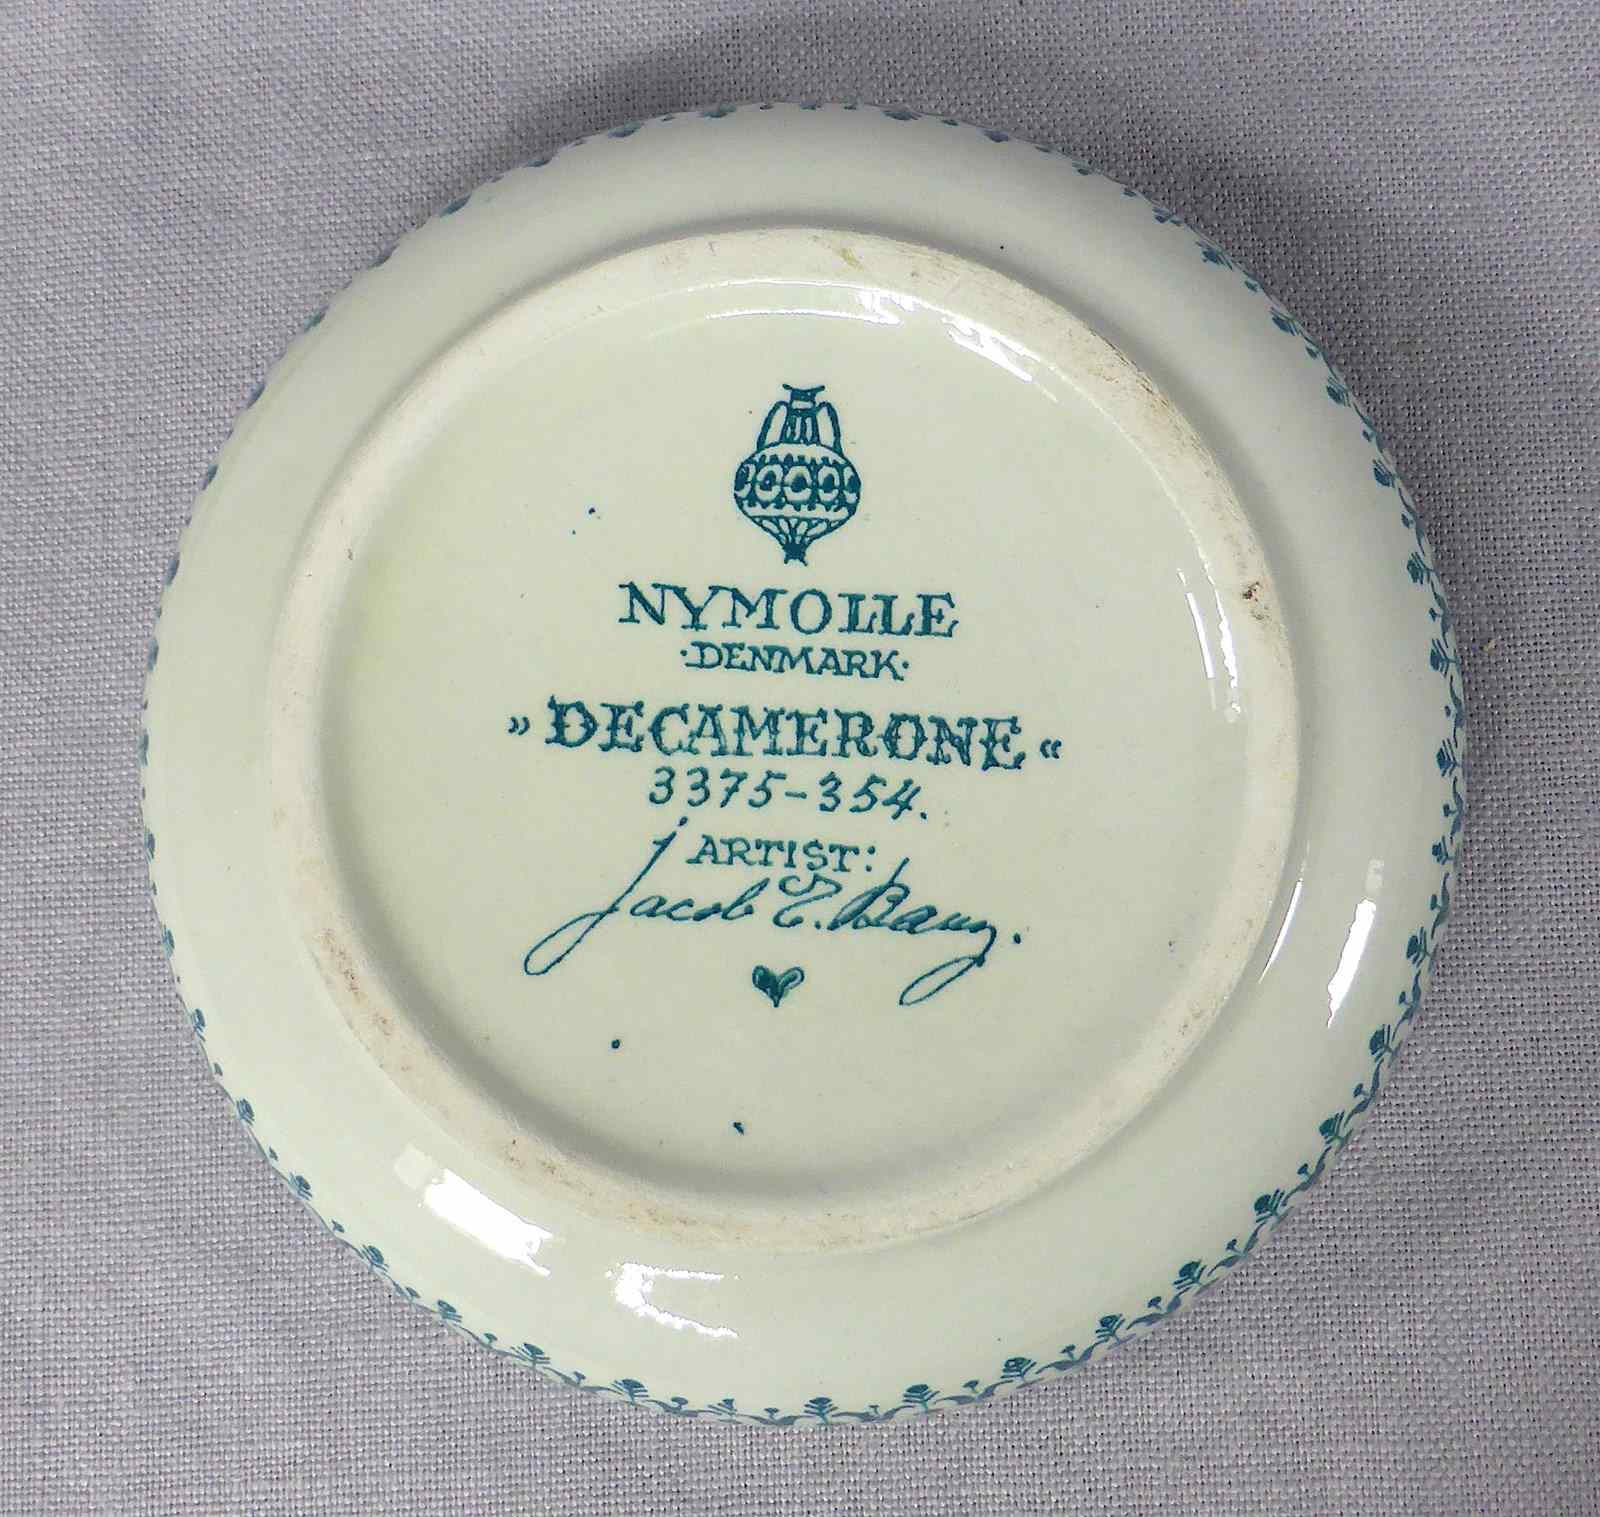 NYMOLLE
·DENMARK·
»DECAMERONE«
3375-354.
ARTIST:
Jacob E. Bang.